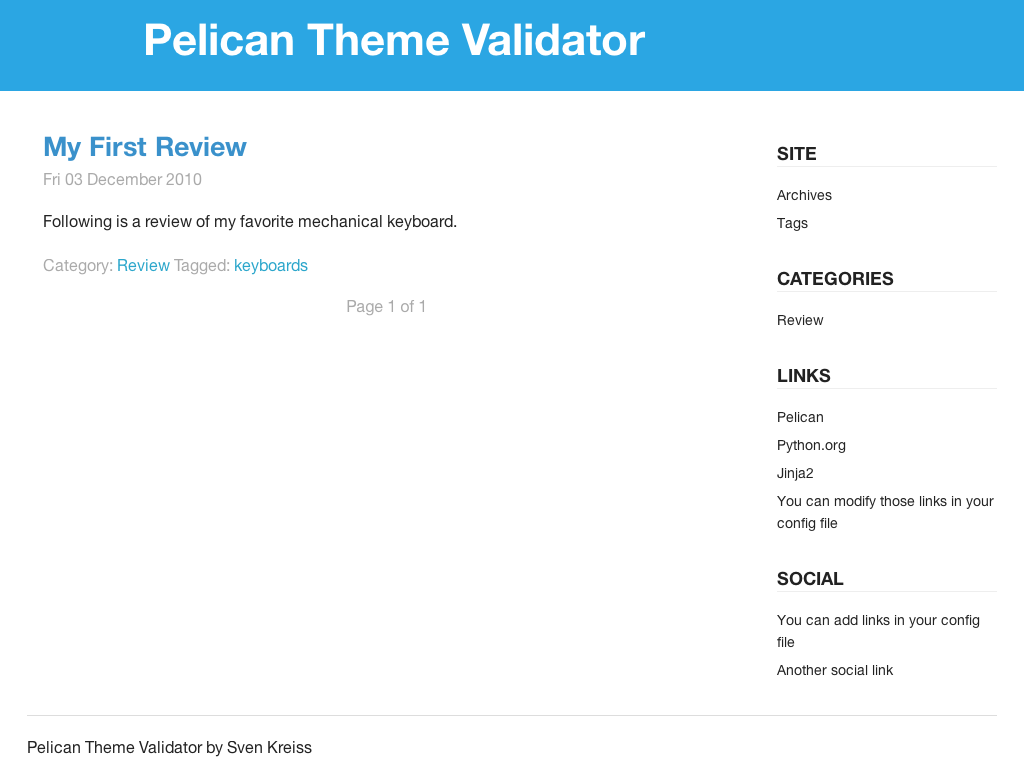 Pelican Theme Validator
My First Review
Fri 03 December 2010
Following is a review of my favorite mechanical keyboard.
Category: Review Tagged: keyboards
Page 1 of 1
SITE
Archives
Tags
CATEGORIES
Review
LINKS
Pelican
Python.org
Jinja2
You can modify those links in your
config file
SOCIAL
You can add links in your config
file
Another social link
Pelican Theme Validator by Sven Kreiss